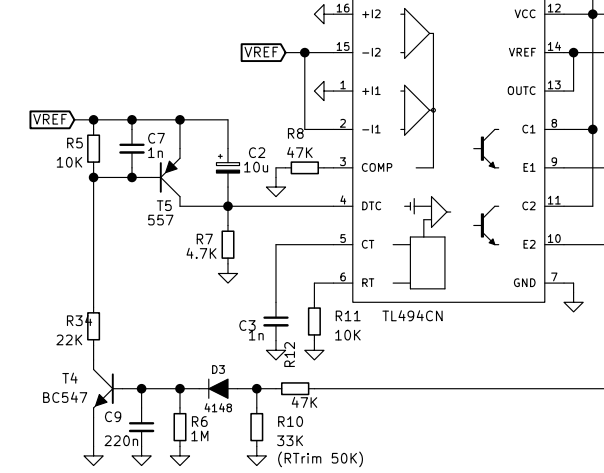 16 +I2 VCC 12
VREF 15 -I2 VREF 14
1 +I1 OUTC 13
VREF
R5 10K
C7 1n
C2 10u
+
R8 47K
2 -I1 C1 8
3 COMP E1 9
T5 557
4 DTC C2 11
R7 4.7K
5 CT E2 10
6 RT GND 7
TL494CN
R34 22K
C3 1n
R12
R11 10K
T4 BC547
D3 4148
47K
C9 220n
R6 1M
R10 33K
(RTrim 50K)